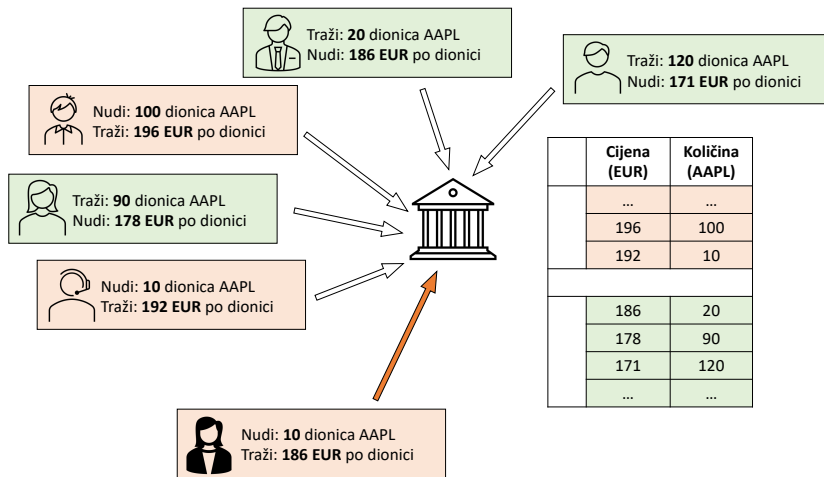 Traži: 20 dionica AAPL
Nudi: 186 EUR po dionici
Traži: 120 dionica AAPL
Nudi: 171 EUR po dionici
Nudi: 100 dionica AAPL
Traži: 196 EUR po dionici
Traži: 90 dionica AAPL
Nudi: 178 EUR po dionici
Nudi: 10 dionica AAPL
Traži: 192 EUR po dionici
Nudi: 10 dionica AAPL
Traži: 186 EUR po dionici
Cijena (EUR) Količina (AAPL)
... ...
196 100
192 10
186 20
178 90
171 120
... ...